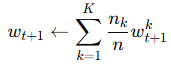 w_{t+1} ← \sum_{k=1}^{K} \frac{n_k}{n} w_{t+1}^{k}